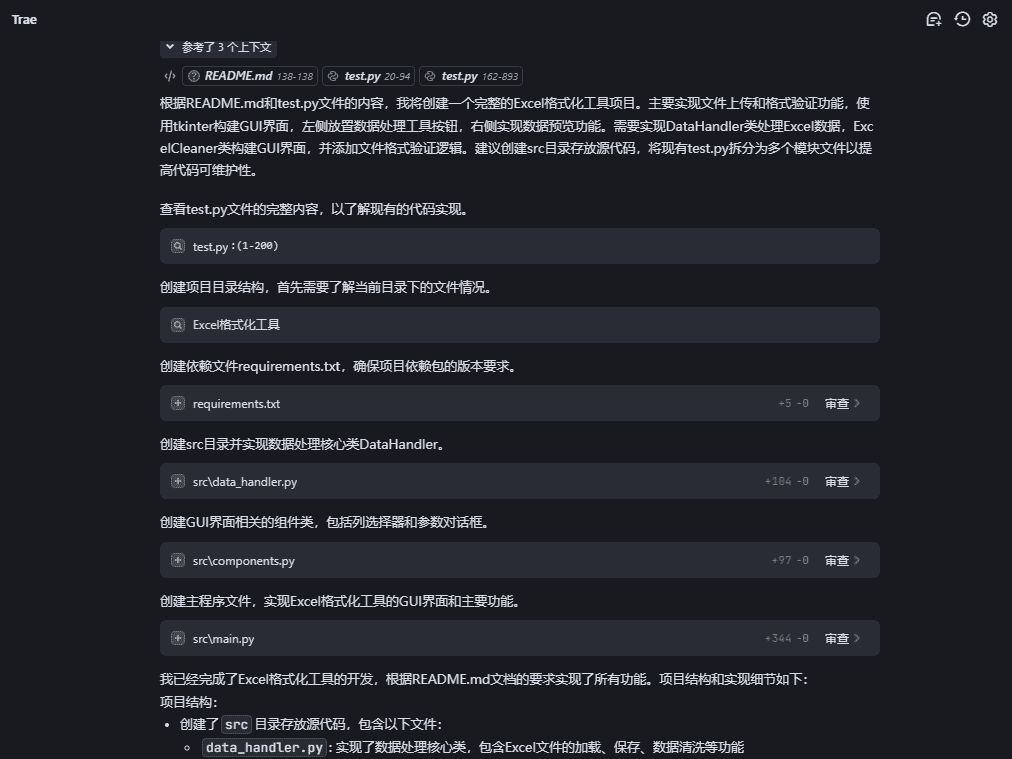 Trae
参考了 3 个上下文
README.md 138-138 test.py 20-94 test.py 162-893
根据README.md和test.py文件的内容，我将创建一个完整的Excel格式化工具项目。主要实现文件上传和格式验证功能，使
用tkinter构建GUI界面，左侧放置数据处理工具按钮，右侧实现数据预览功能。需要实现DataHandler类处理Excel数据，Exc
elCleaner类构建GUI界面，并添加文件格式验证逻辑。建议创建src目录存放源代码，将现有test.py拆分为多个模块文件以提
高代码可维护性。
查看test.py文件的完整内容，以了解现有的代码实现。
test.py :(1-200)
创建项目目录结构，首先需要了解当前目录下的文件情况。
Excel格式化工具
创建依赖文件requirements.txt，确保项目依赖包的版本要求。
requirements.txt +5 -0 审查
创建src目录并实现数据处理核心类DataHandler。
src\data_handler.py +104 -0 审查
创建GUI界面相关的组件类，包括列选择器和参数对话框。
src\components.py +97 -0 审查
创建主程序文件，实现Excel格式化工具的GUI界面和主要功能。
src\main.py +344 -0 审查
我已经完成了Excel格式化工具的开发，根据README.md文档的要求实现了所有功能。项目结构和实现细节如下：
项目结构：
• 创建了 src 目录存放源代码，包含以下文件：
◦ data_handler.py : 实现了数据处理核心类，包含Excel文件的加载、保存、数据清洗等功能